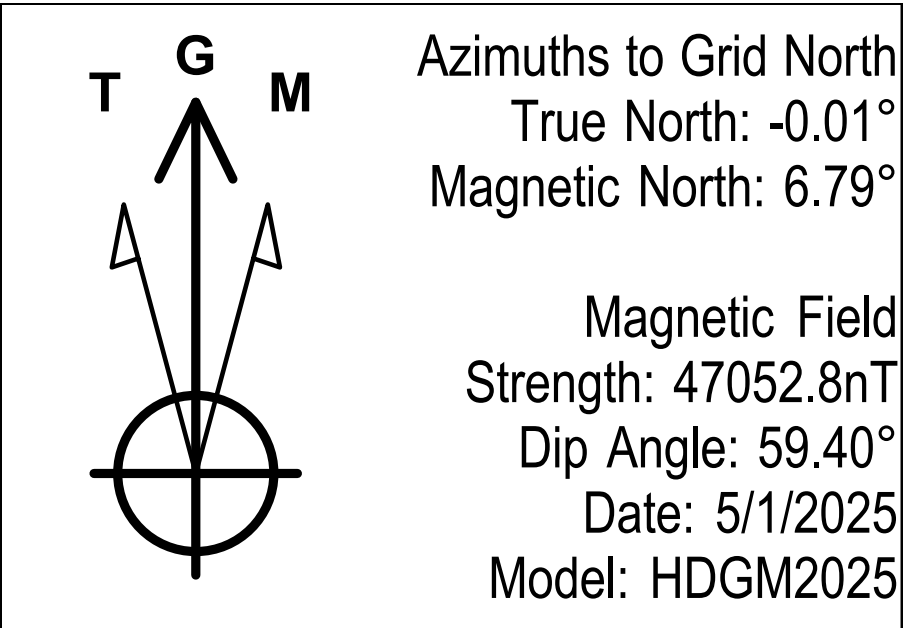 T G M
Azimuths to Grid North
True North: -0.01°
Magnetic North: 6.79°
Magnetic Field
Strength: 47052.8nT
Dip Angle: 59.40°
Date: 5/1/2025
Model: HDGM2025